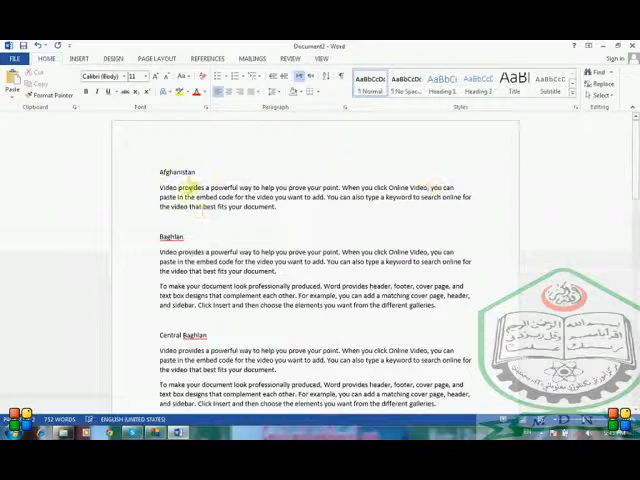 Document2 - Word
Sign in
FILE
HOME
INSERT
DESIGN
PAGE LAYOUT
REFERENCES
MAILINGS
REVIEW
VIEW
Paste
Cut
Copy
Format Painter
Clipboard
Calibri (Body)
11
Font
Paragraph
AaBbCcDc
¶ Normal
AaBbCcDc
¶ No Spac...
AaBbC
Heading 1
AaBbCc
Heading 2
AaBl
Title
AaBbCcD
Subtitle
Styles
Find
Replace
Select
Editing
Afghanistan
Video provides a powerful way to help you prove your point. When you click Online Video, you can
paste in the embed code for the video you want to add. You can also type a keyword to search online for
the video that best fits your document.
Baghlan
Video provides a powerful way to help you prove your point. When you click Online Video, you can
paste in the embed code for the video you want to add. You can also type a keyword to search online for
the video that best fits your document.
To make your document look professionally produced, Word provides header, footer, cover page, and
text box designs that complement each other. For example, you can add a matching cover page, header,
and sidebar. Click Insert and then choose the elements you want from the different galleries.
Central Baghlan
Video provides a powerful way to help you prove your point. When you click Online Video, you can
paste in the embed code for the video you want to add. You can also type a keyword to search online for
the video that best fits your document.
To make your document look professionally produced, Word provides header, footer, cover page, and
text box designs that complement each other. For example, you can add a matching cover page, header,
and sidebar. Click Insert and then choose the elements you want from the different galleries.
752 WORDS
ENGLISH (UNITED STATES)